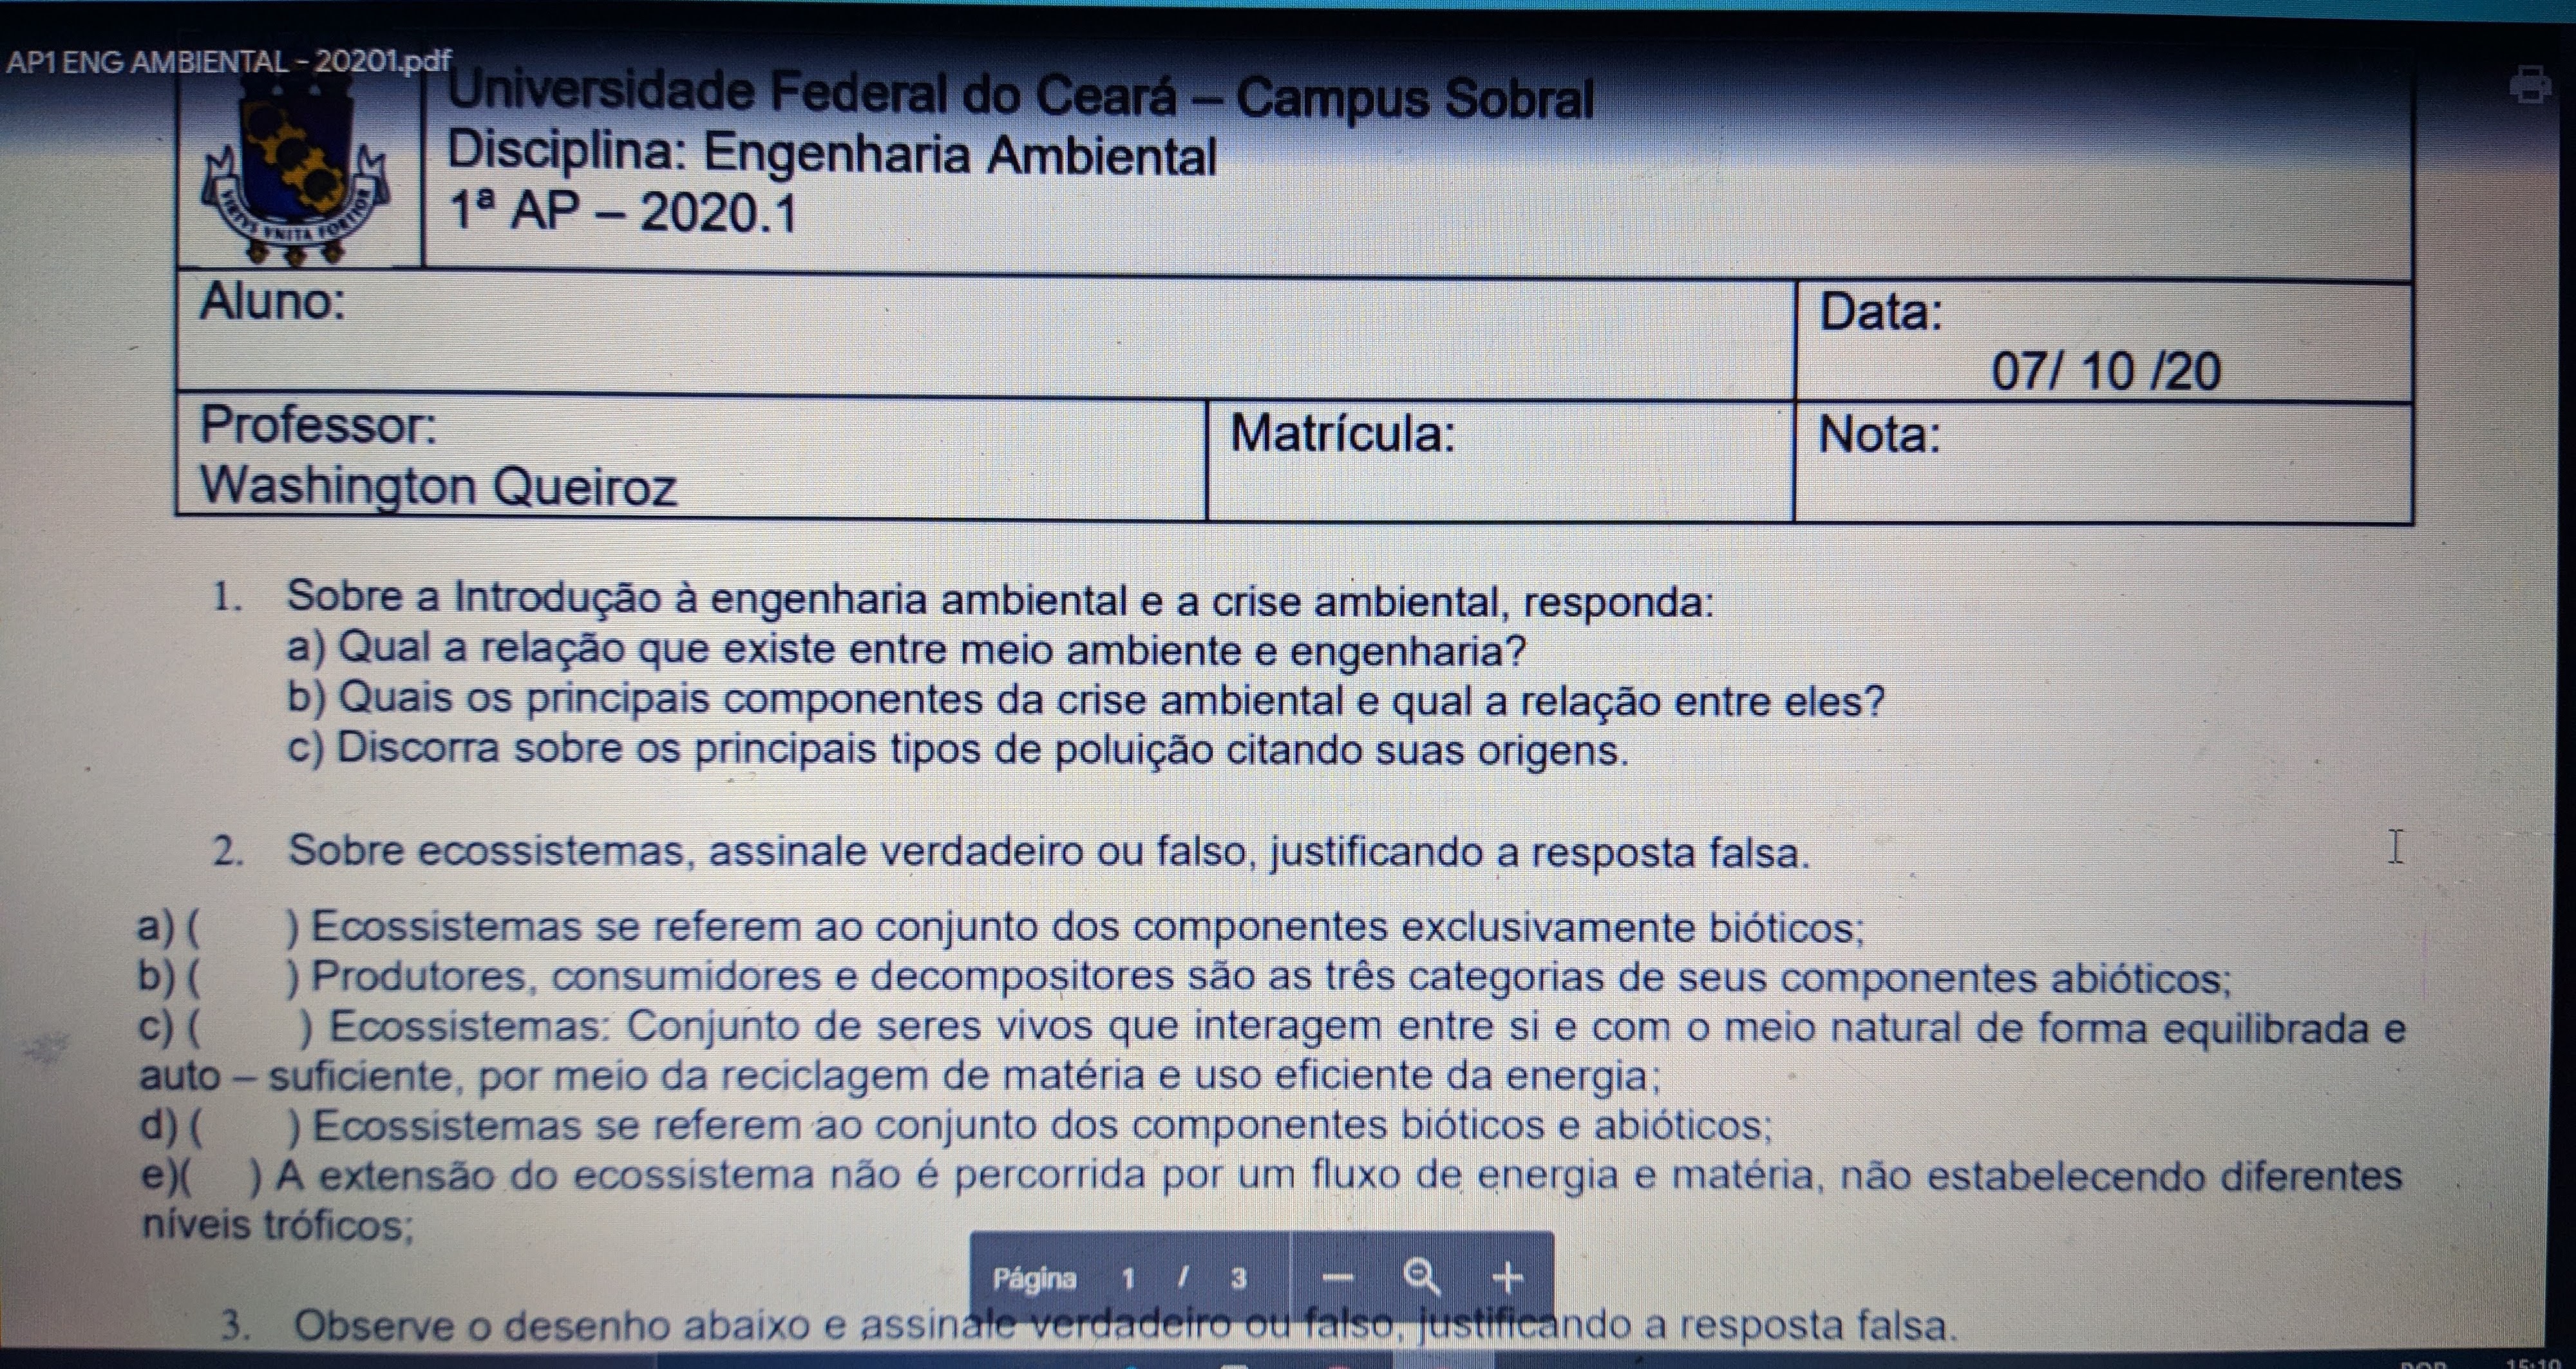 AP1 ENG AMBIENTAL - 20201.pdf
Universidade Federal do Ceará – Campus Sobral
Disciplina: Engenharia Ambiental
1ª AP – 2020.1
VIRTVS VNITA FORTIOR
Aluno:
Data:
07/ 10 /20
Professor:
Washington Queiroz
Matrícula:
Nota:
1. Sobre a Introdução à engenharia ambiental e a crise ambiental, responda:
a) Qual a relação que existe entre meio ambiente e engenharia?
b) Quais os principais componentes da crise ambiental e qual a relação entre eles?
c) Discorra sobre os principais tipos de poluição citando suas origens.
2. Sobre ecossistemas, assinale verdadeiro ou falso, justificando a resposta falsa.
a) ( ) Ecossistemas se referem ao conjunto dos componentes exclusivamente bióticos;
b) ( ) Produtores, consumidores e decompositores são as três categorias de seus componentes abióticos;
c) ( ) Ecossistemas: Conjunto de seres vivos que interagem entre si e com o meio natural de forma equilibrada e
auto – suficiente, por meio da reciclagem de matéria e uso eficiente da energia;
d) ( ) Ecossistemas se referem ao conjunto dos componentes bióticos e abióticos;
e)( ) A extensão do ecossistema não é percorrida por um fluxo de energia e matéria, não estabelecendo diferentes
níveis tróficos;
Página 1 / 3
3. Observe o desenho abaixo e assinale verdadeiro ou falso, justificando a resposta falsa.